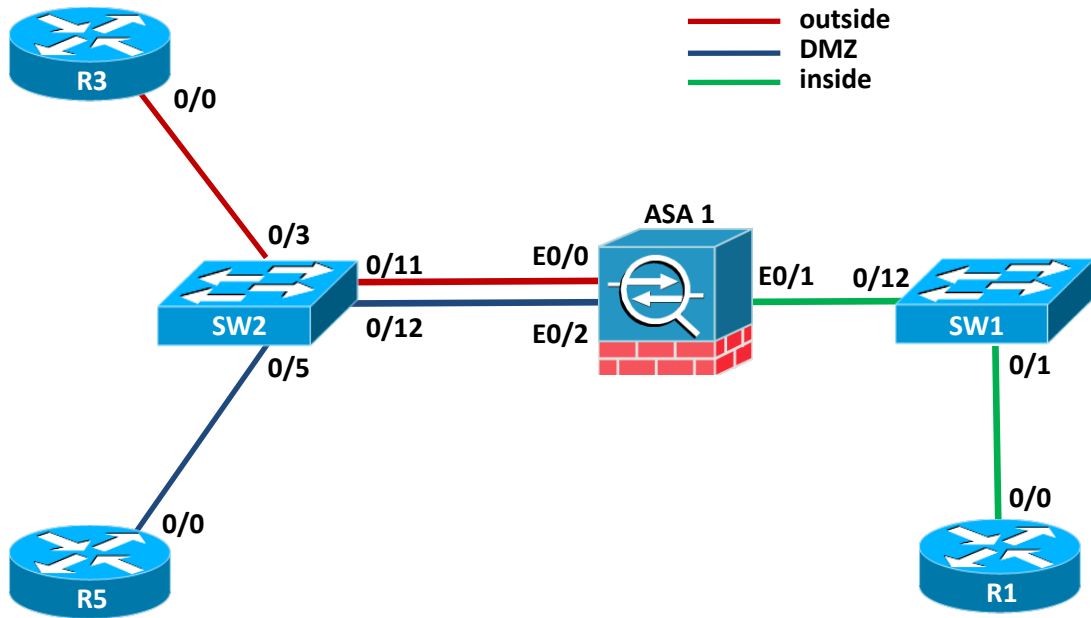 outside
DMZ
inside
R3
0/0
0/3
0/11
E0/0
ASA 1
E0/1
0/12
SW2
SW1
0/12
E0/2
0/5
0/1
0/0
0/0
R5
R1